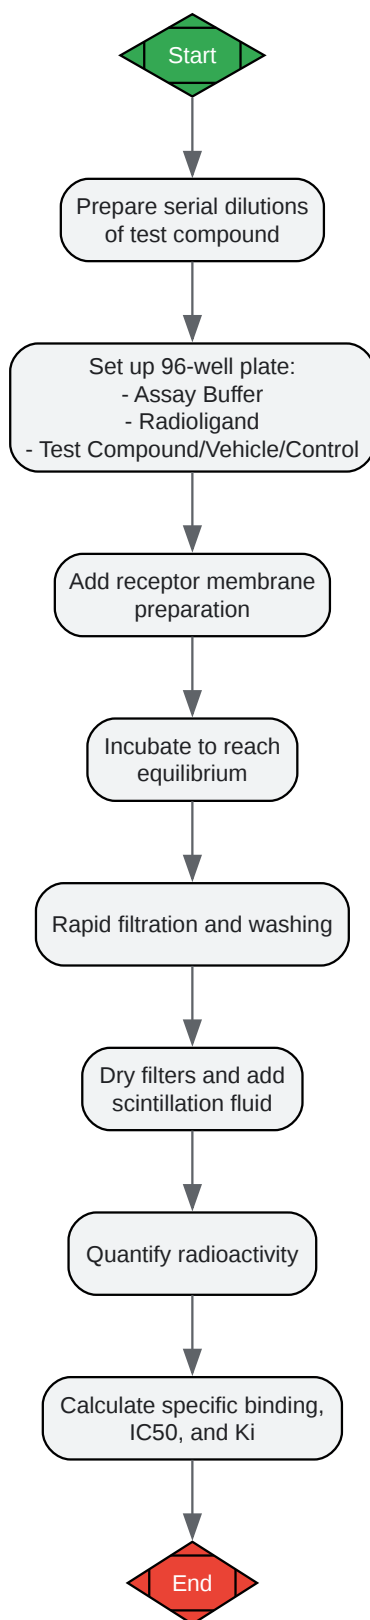 Start
Prepare serial dilutions
of test compound
Set up 96-well plate:
- Assay Buffer
- Radioligand
- Test Compound/Vehicle/Control
Add receptor membrane
preparation
Incubate to reach
equilibrium
Rapid filtration and washing
Dry filters and add
scintillation fluid
Quantify radioactivity
Calculate specific binding,
IC50, and Ki
End